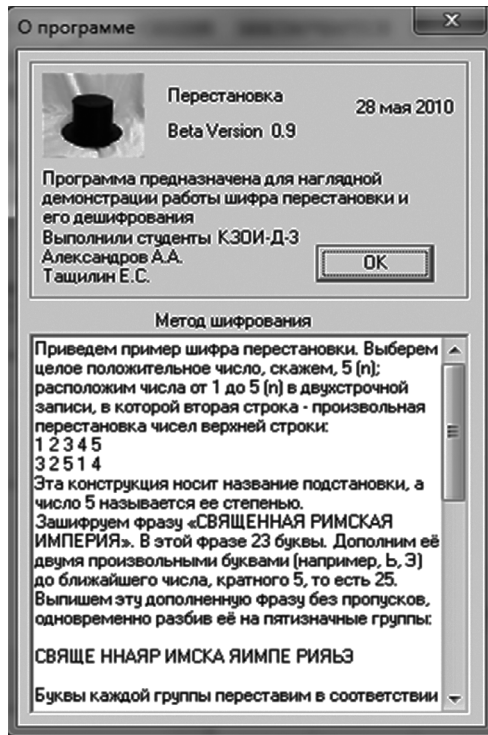 О программе
Перестановка
28 мая 2010
Beta Version 0.9
Программа предназначена для наглядной
демонстрации работы шифра перестановки и
его дешифрования
Выполнили студенты КЗОИ-Д-3
Александров А.А.
OK
Тащилин Е.С.
Метод шифрования
Приведем пример шифра перестановки. Выберем
целое положительное число, скажем, 5 (n);
расположим числа от 1 до 5 (n) в двухстрочной
записи, в которой вторая строка - произвольная
перестановка чисел верхней строки:
1 2 3 4 5
3 2 5 1 4
Эта конструкция носит название подстановки, а
число 5 называется ее степенью.
Зашифруем фразу «СВЯЩЕННАЯ РИМСКАЯ
ИМПЕРИЯ». В этой фразе 23 буквы. Дополним её
двумя произвольными буквами (например, Ь, Э)
до ближайшего числа, кратного 5, то есть 25.
Выпишем эту дополненную фразу без пропусков,
одновременно разбив её на пятизначные группы:
СВЯЩЕ ННАЯР ИМСКА ЯИМПЕ РИЯЬЭ
Буквы каждой группы переставим в соответствии